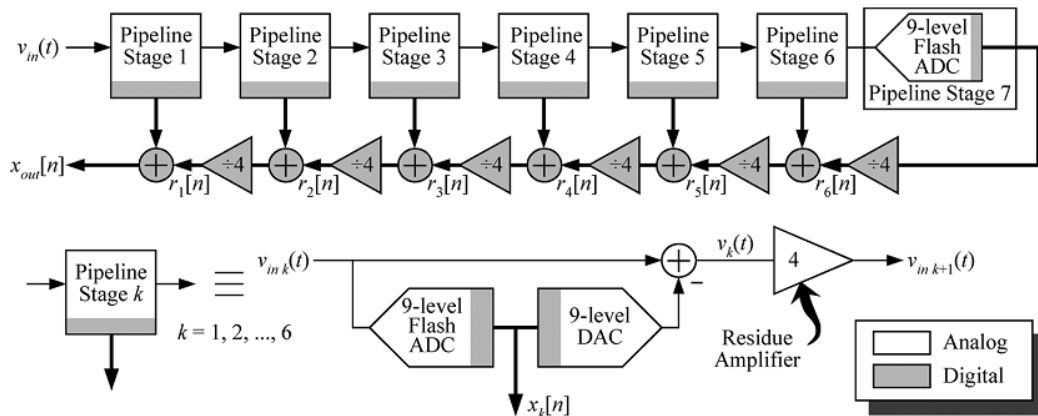 v_in(t)
Pipeline
Stage 1
Pipeline
Stage 2
Pipeline
Stage 3
Pipeline
Stage 4
Pipeline
Stage 5
Pipeline
Stage 6
9-level
Flash
ADC
Pipeline Stage 7
x_out[n]
+
r_1[n]
÷4
+
r_2[n]
÷4
+
r_3[n]
÷4
+
r_4[n]
÷4
+
r_5[n]
÷4
+
r_6[n]
÷4
Pipeline
Stage k
≡
k = 1, 2, ..., 6
v_in k(t)
9-level
Flash
ADC
9-level
DAC
x_k[n]
+
-
v_k(t)
4
v_in k+1(t)
Residue
Amplifier
Analog
Digital